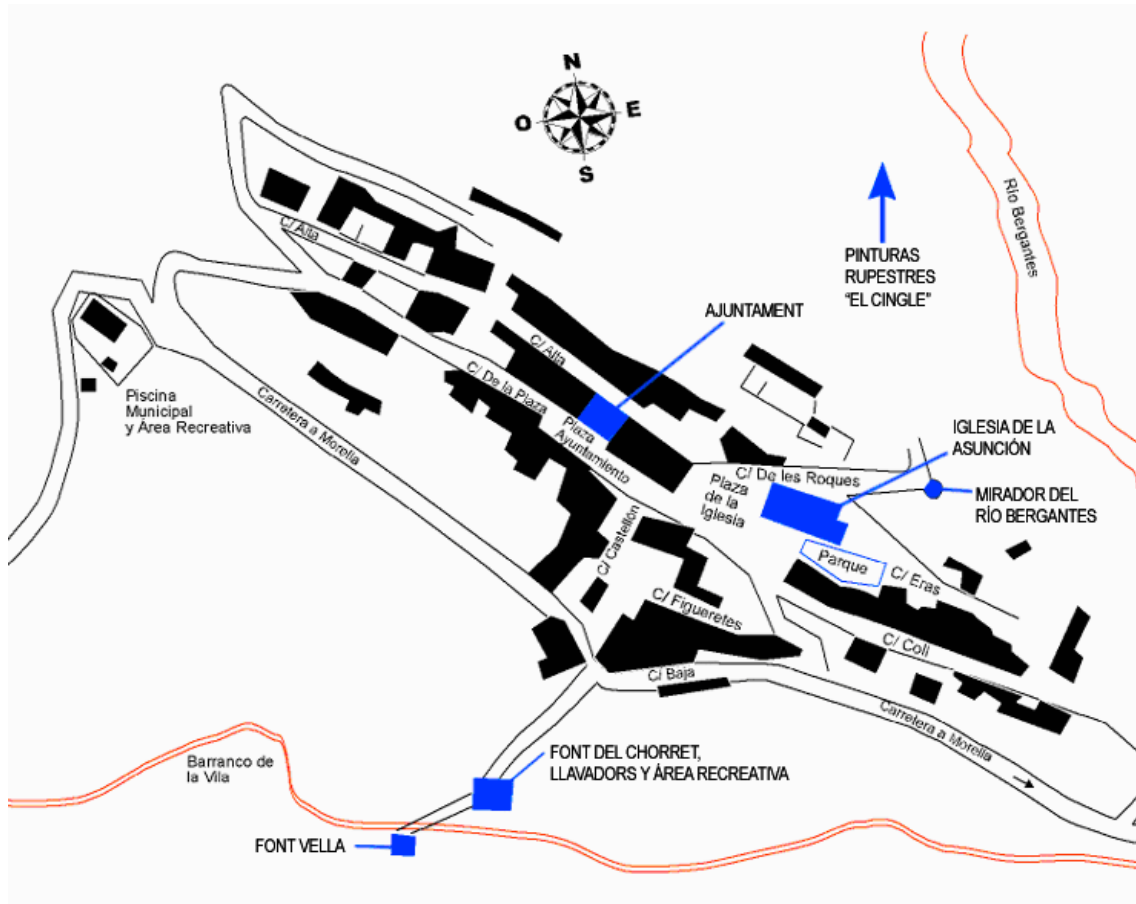 N
O
E
S
Río Bergantes
PINTURAS
RUPESTRES
“EL CINGLE”
C/ Alta
AJUNTAMENT
C/ Alta
C/ De la Plaza
Plaza
Ayuntamiento
Piscina
Municipal
y Área Recreativa
Carretera a Morella
IGLESIA DE LA
ASUNCIÓN
C/ De les Roques
Plaza
de la
Iglesia
MIRADOR DEL
RÍO BERGANTES
C/ Castellón
Parque
C/ Eras
C/ Figueretes
C/ Coll
C/ Baja
Carretera a Morella
Barranco de
la Vila
FONT DEL CHORRET,
LLAVADORS Y ÁREA RECREATIVA
FONT VELLA